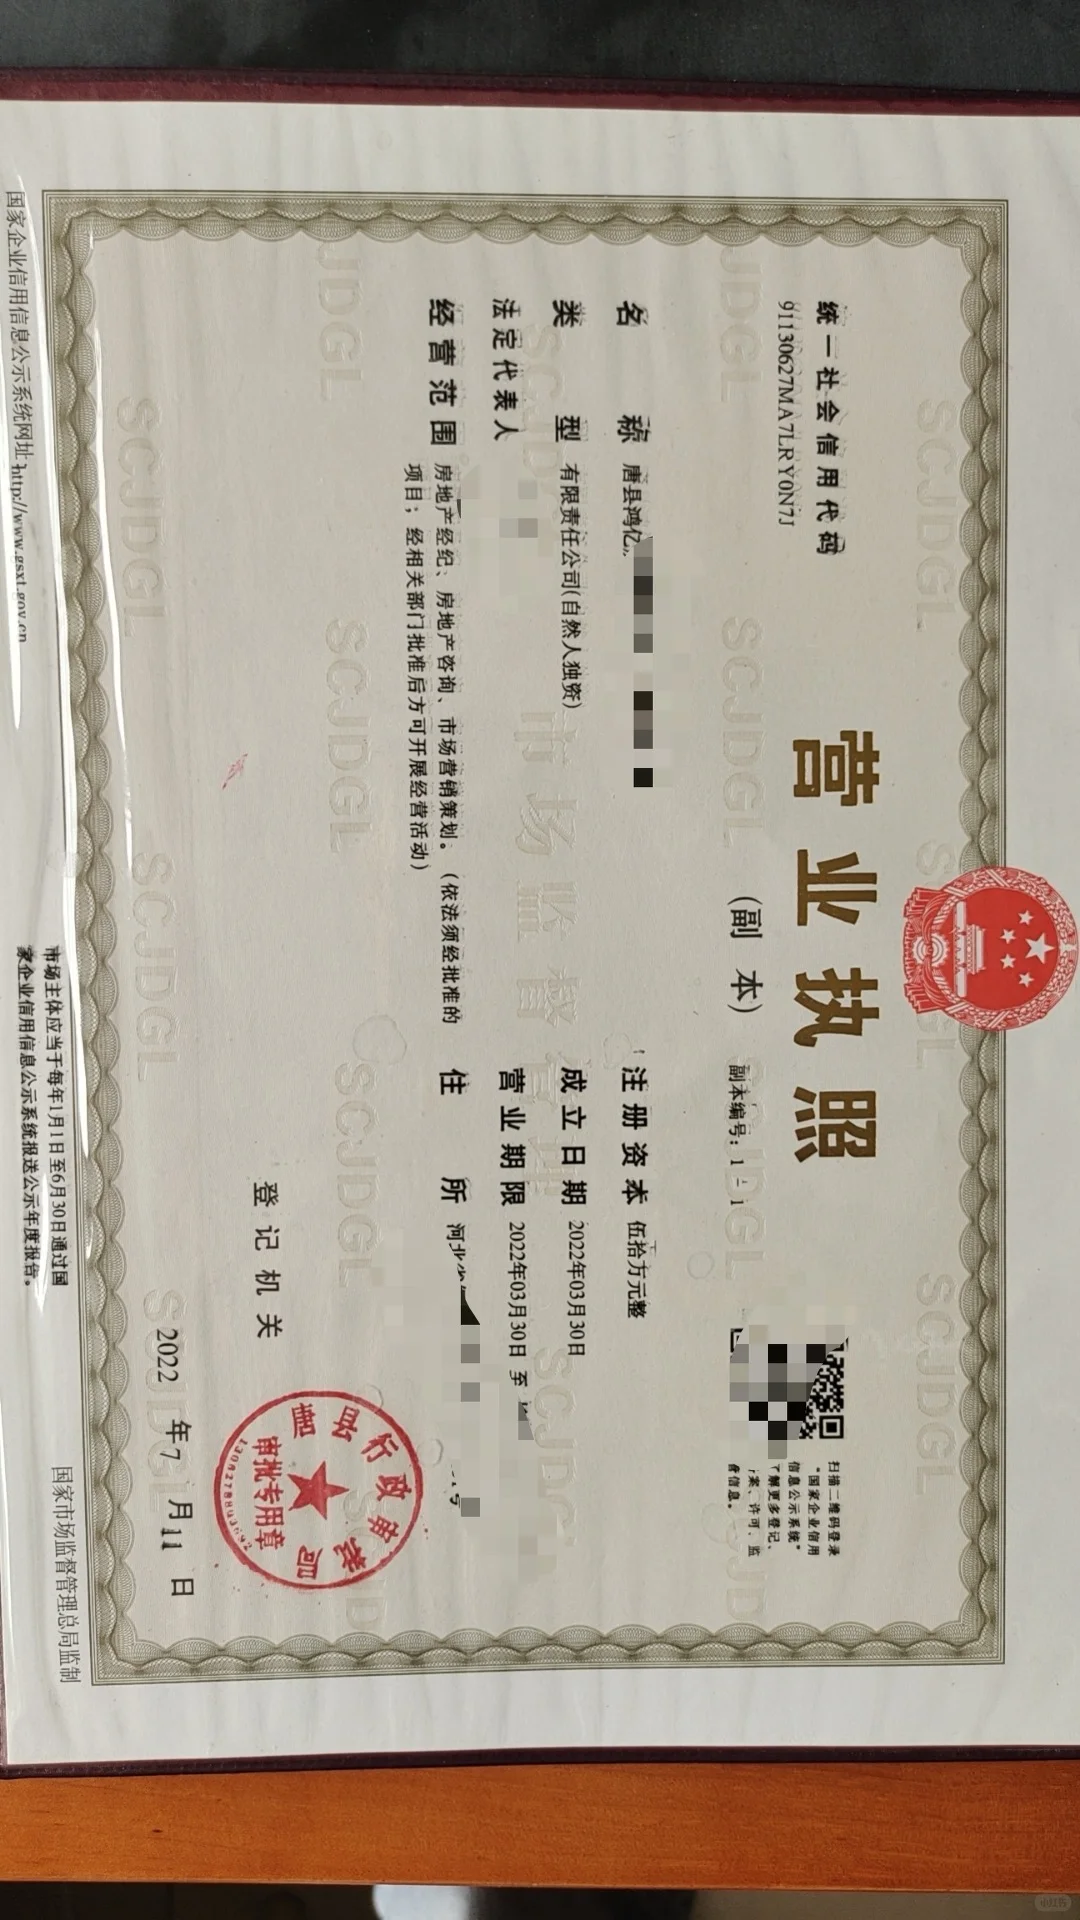 营业执照
(副本)
副本编号：1-1
统一社会信用代码
91130627MA7LRY0N7J
扫描二维码登录
“国家企业信用
信息公示系统”
了解更多登记、
备案、许可、监
管信息。
名称 唐县鸿亿
类型 有限责任公司(自然人独资)
法定代表人
经营范围 房地产经纪、房地产咨询、市场营销策划。（依法须经批准的
项目；经相关部门批准后方可开展经营活动）
注册资本 伍拾万元整
成立日期 2022年03月30日
营业期限 2022年03月30日 至
住所 河北省
登记机关
唐县行政审批局
审批专用章
2022 年 7 月 11 日
国家企业信用信息公示系统网址：http://www.gsxt.gov.cn
市场主体应当于每年1月1日至6月30日通过国
家企业信用信息公示系统报送公示年度报告。
国家市场监督管理总局监制
市场监督管理
SCJDGL
小红书